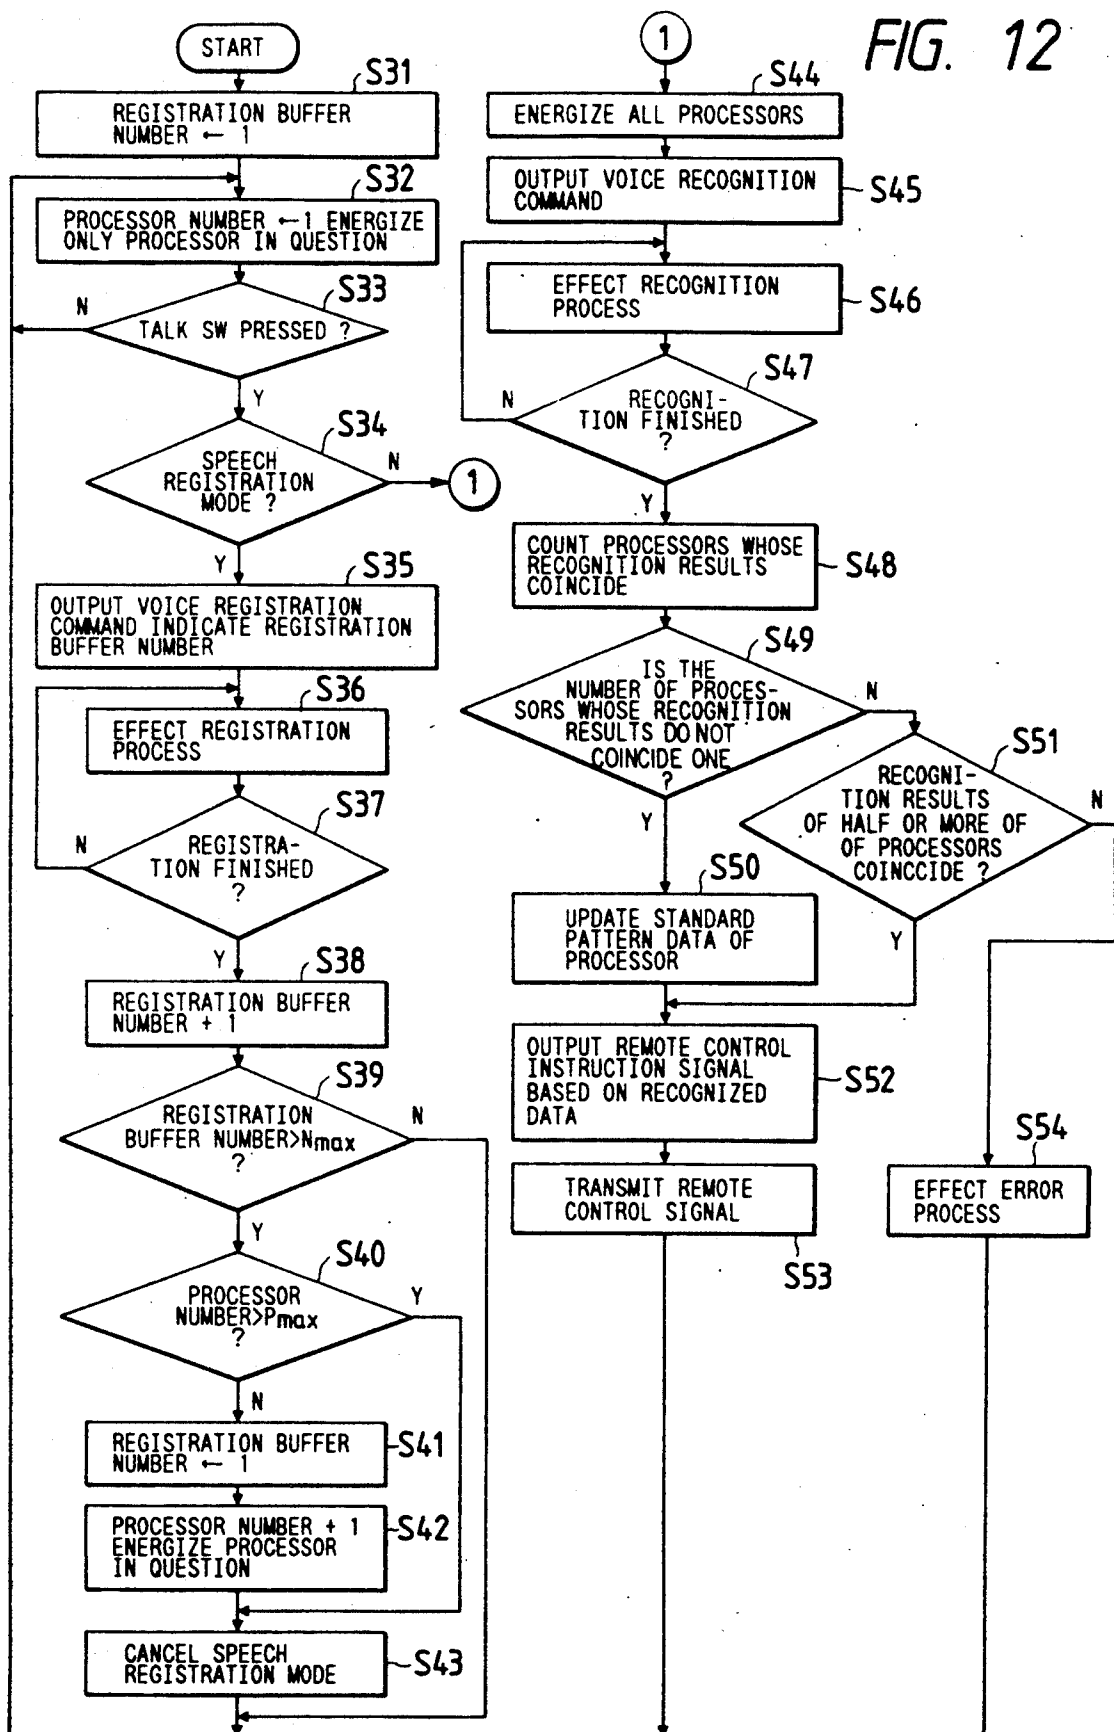 FIG. 12
START
S31
REGISTRATION BUFFER
NUMBER ← 1
S32
PROCESSOR NUMBER ←1 ENERGIZE
ONLY PROCESSOR IN QUESTION
S33
N
TALK SW PRESSED ?
Y
S34
SPEECH
REGISTRATION
MODE ?
N
1
Y
S35
OUTPUT VOICE REGISTRATION
COMMAND INDICATE REGISTRATION
BUFFER NUMBER
S36
EFFECT REGISTRATION
PROCESS
S37
N
REGISTRA-
TION FINISHED
?
Y
S38
REGISTRATION BUFFER
NUMBER + 1
S39
REGISTRATION
BUFFER NUMBER>Nmax
?
N
Y
S40
PROCESSOR
NUMBER>Pmax
?
Y
N
REGISTRATION BUFFER
NUMBER ← 1
S41
PROCESSOR NUMBER + 1
ENERGIZE PROCESSOR
IN QUESTION
S42
CANCEL SPEECH
REGISTRATION MODE
S43
1
S44
ENERGIZE ALL PROCESSORS
OUTPUT VOICE RECOGNITION
COMMAND
S45
EFFECT RECOGNITION
PROCESS
S46
S47
N
RECOGNI-
TION FINISHED
?
Y
COUNT PROCESSORS WHOSE
RECOGNITION RESULTS
COINCIDE
S48
S49
IS THE
NUMBER OF PROCES-
SORS WHOSE RECOGNITION
RESULTS DO NOT
COINCIDE ONE
?
N
Y
S51
RECOGNI-
TION RESULTS
OF HALF OR MORE OF
OF PROCESSORS
COINCCIDE ?
N
Y
S50
UPDATE STANDARD
PATTERN DATA OF
PROCESSOR
OUTPUT REMOTE CONTROL
INSTRUCTION SIGNAL
BASED ON RECOGNIZED
DATA
S52
TRANSMIT REMOTE
CONTROL SIGNAL
S53
S54
EFFECT ERROR
PROCESS